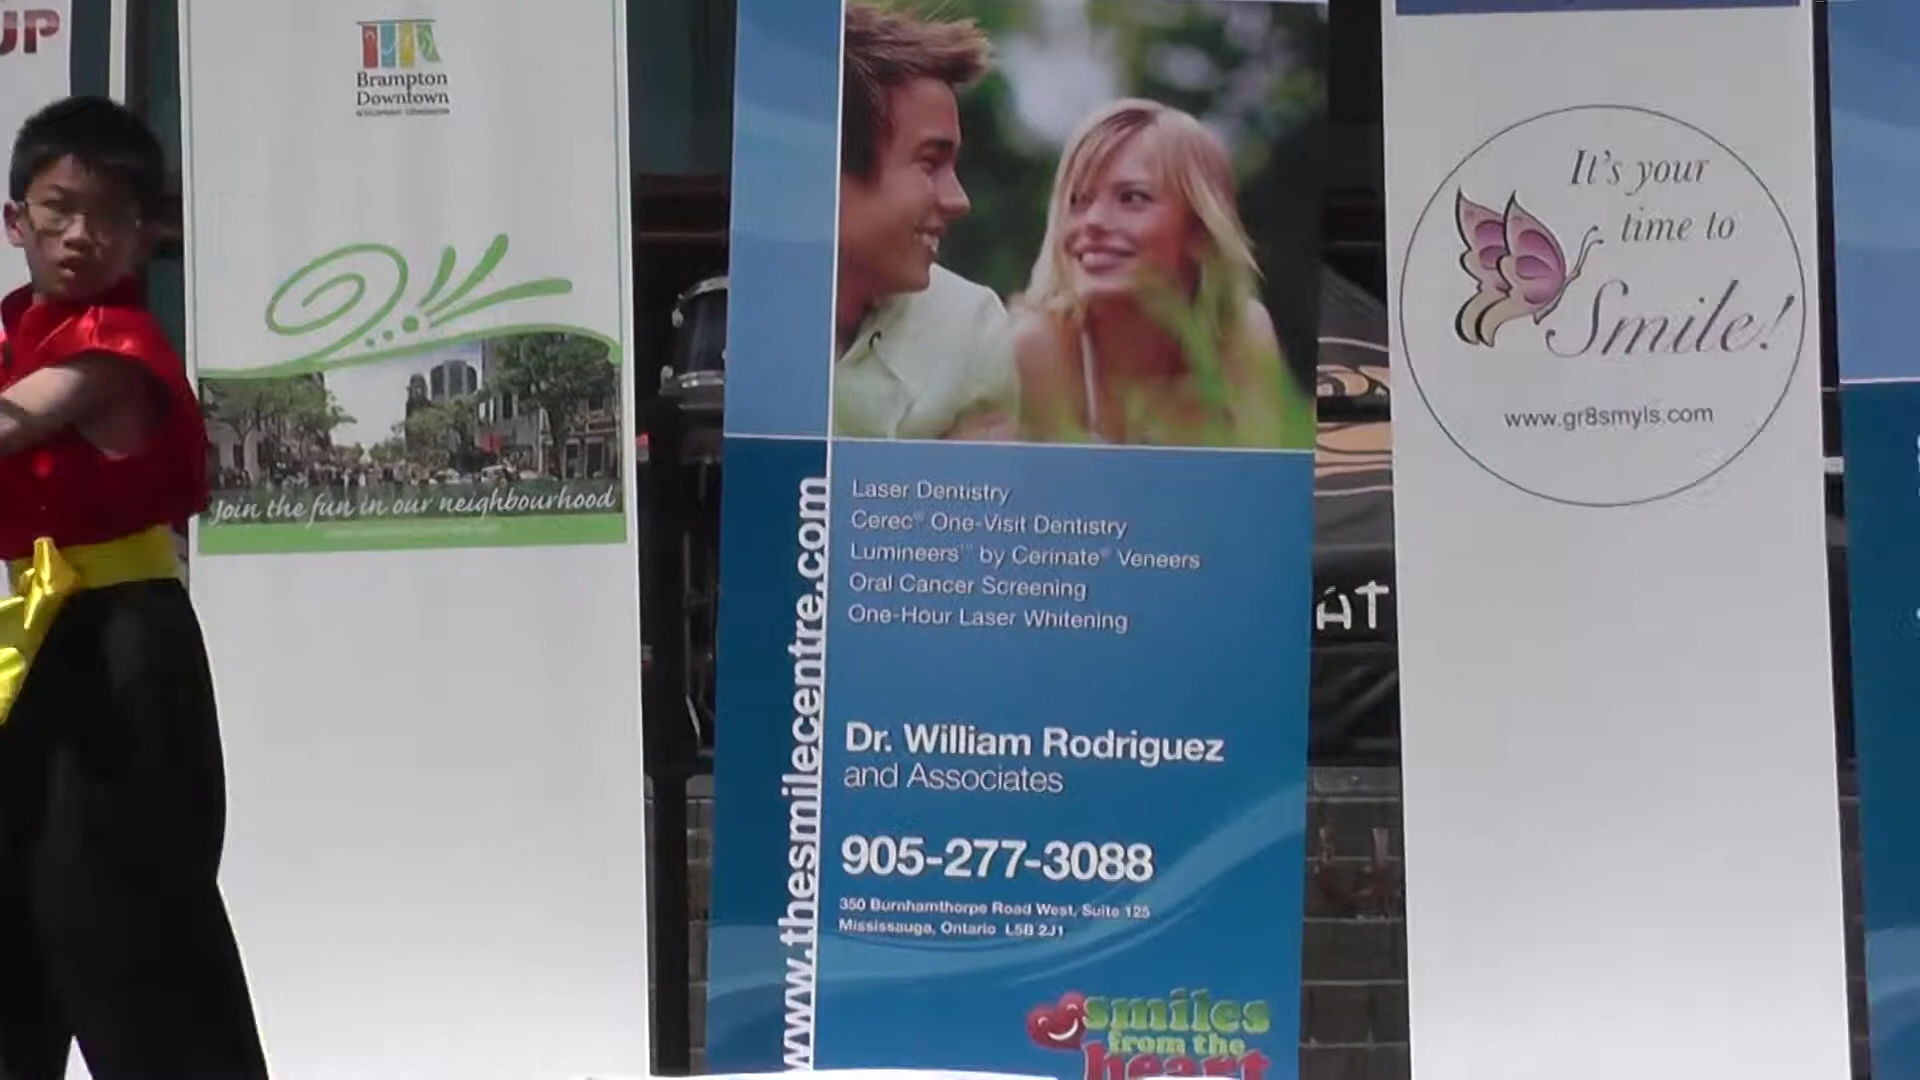 UP
Brampton
Downtown
Join the fun in our neighbourhood
www.thesmilecentre.com
Laser Dentistry
Cerec® One-Visit Dentistry
Lumineers™ by Cerinate® Veneers
Oral Cancer Screening
One-Hour Laser Whitening
Dr. William Rodriguez
and Associates
905-277-3088
350 Burnhamthorpe Road West, Suite 125
Mississauga, Ontario L5B 2J1
smiles
from the
heart
AT
It's your
time to
Smile!
www.gr8smyls.com